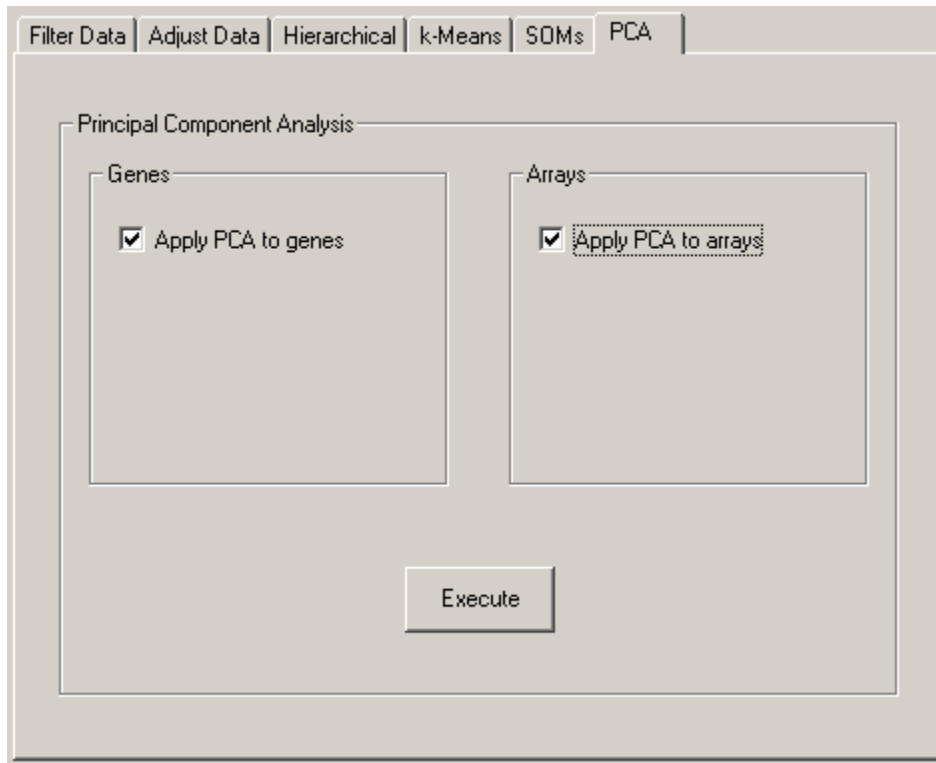 Filter Data Adjust Data Hierarchical k-Means SOMs PCA
Principal Component Analysis
Genes Arrays
Apply PCA to genes Apply PCA to arrays
Execute